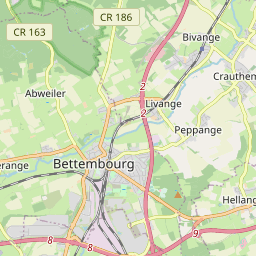 CR 186
CR 163
Bivange
2
Crauthem
Abweiler
Livange
2
Peppange
erange
Bettembourg
Hellang
9
8
8